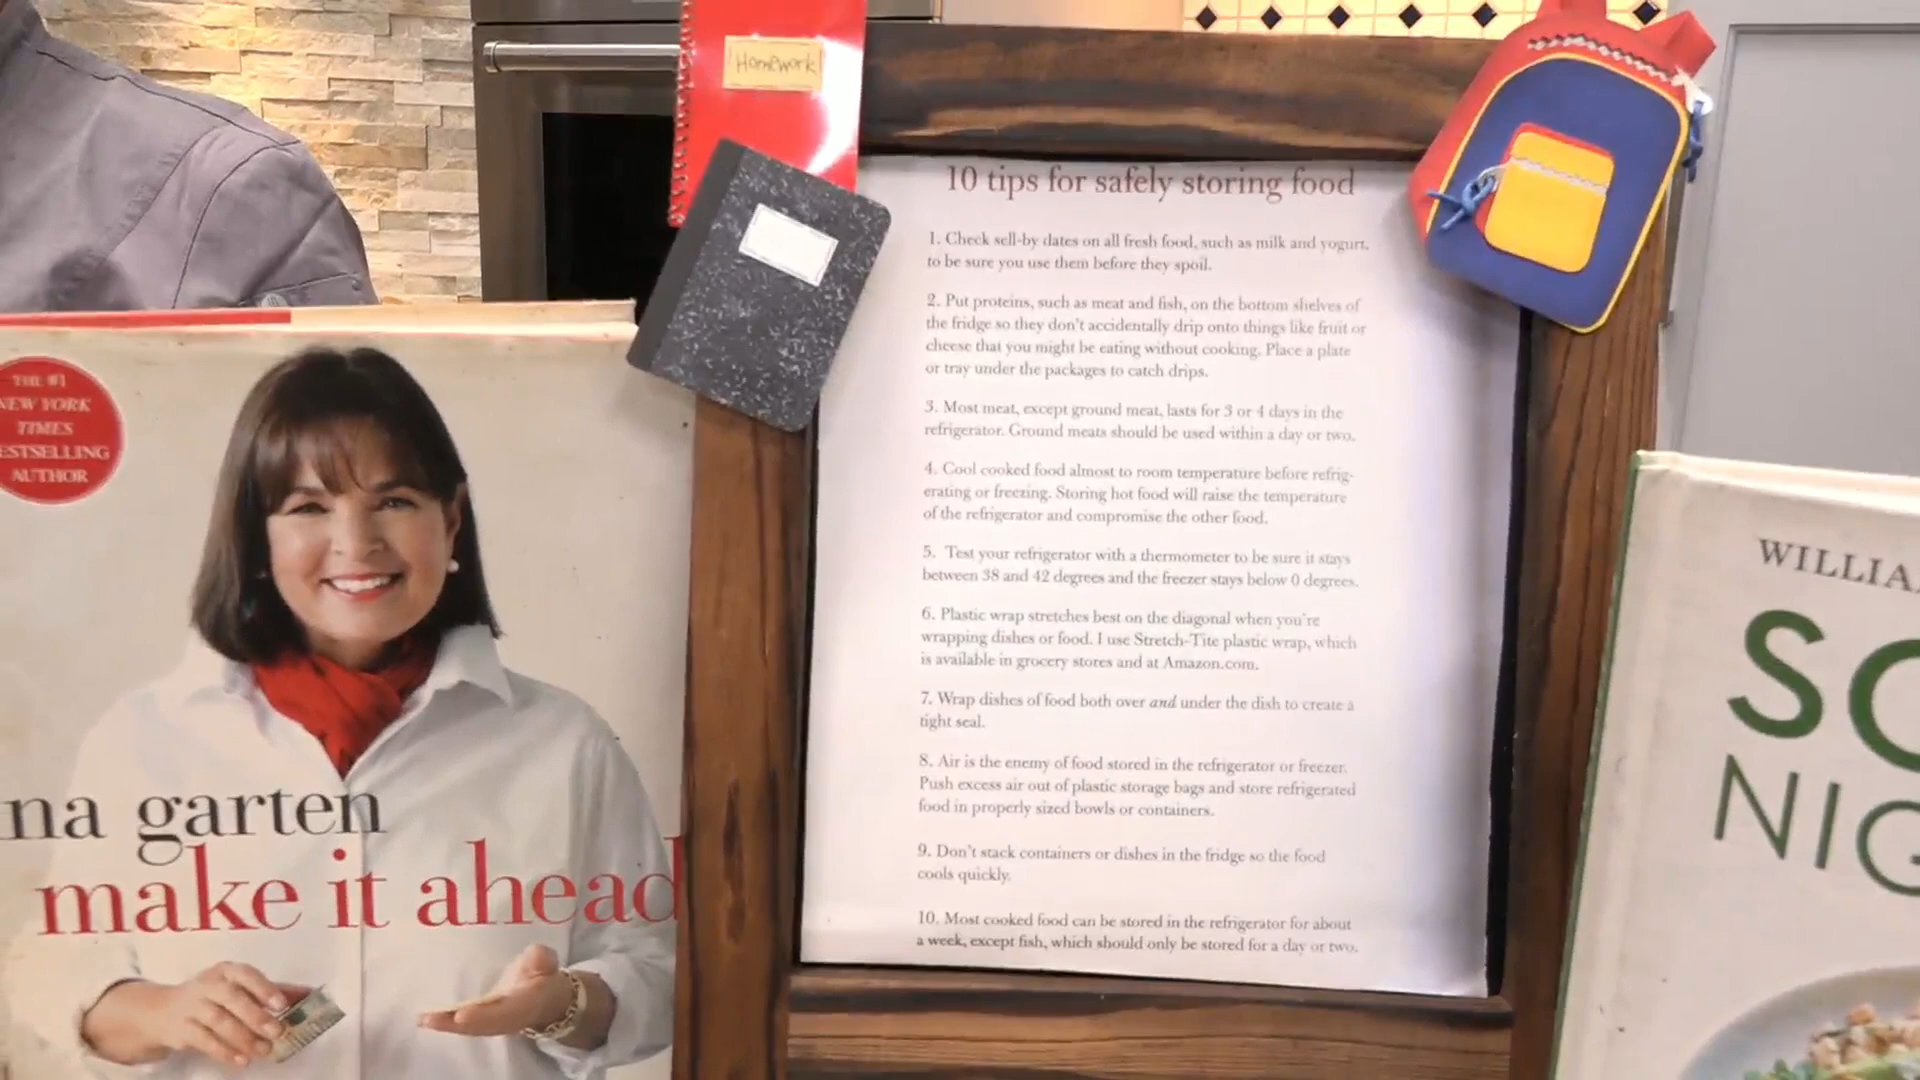 Homework
10 tips for safely storing food
1. Check sell-by dates on all fresh food, such as milk and yogurt,
to be sure you use them before they spoil.
2. Put proteins, such as meat and fish, on the bottom shelves of
the fridge so they don't accidentally drip onto things like fruit or
cheese that you might be eating without cooking. Place a plate
or tray under the packages to catch drips.
3. Most meat, except ground meat, lasts for 3 or 4 days in the
refrigerator. Ground meats should be used within a day or two.
4. Cool cooked food almost to room temperature before refrig-
erating or freezing. Storing hot food will raise the temperature
of the refrigerator and compromise the other food.
5. Test your refrigerator with a thermometer to be sure it stays
between 38 and 42 degrees and the freezer stays below 0 degrees.
6. Plastic wrap stretches best on the diagonal when you're
wrapping dishes or food. I use Stretch-Tite plastic wrap, which
is available in grocery stores and at Amazon.com.
7. Wrap dishes of food both over and under the dish to create a
tight seal.
8. Air is the enemy of food stored in the refrigerator or freezer.
Push excess air out of plastic storage bags and store refrigerated
food in properly sized bowls or containers.
9. Don't stack containers or dishes in the fridge so the food
cools quickly.
10. Most cooked food can be stored in the refrigerator for about
a week, except fish, which should only be stored for a day or two.
THE #1
NEW YORK
TIMES
ESTSELLING
AUTHOR
na garten
make it ahead
WILLIA
SO
NIG